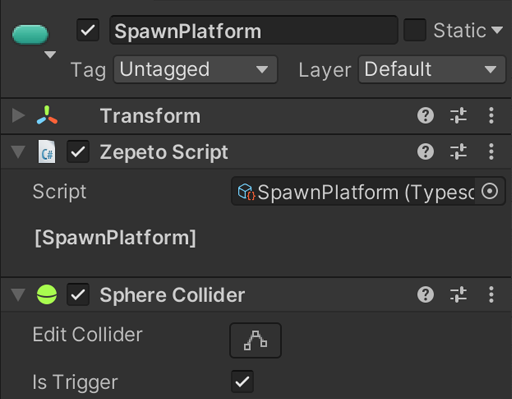 SpawnPlatform Static
Tag Untagged Layer Default
Transform
Zepeto Script
Script SpawnPlatform (Typesc
[SpawnPlatform]
Sphere Collider
Edit Collider
Is Trigger